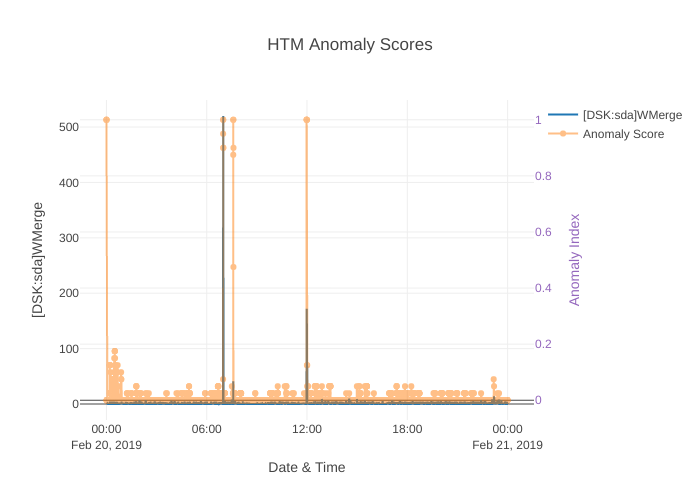 HTM Anomaly Scores
[DSK:sda]WMerge
Anomaly Score
500
400
300
200
100
0
1
0.8
0.6
0.4
0.2
0
[DSK:sda]WMerge
Anomaly Index
00:00
06:00
12:00
18:00
00:00
Feb 20, 2019
Feb 21, 2019
Date & Time